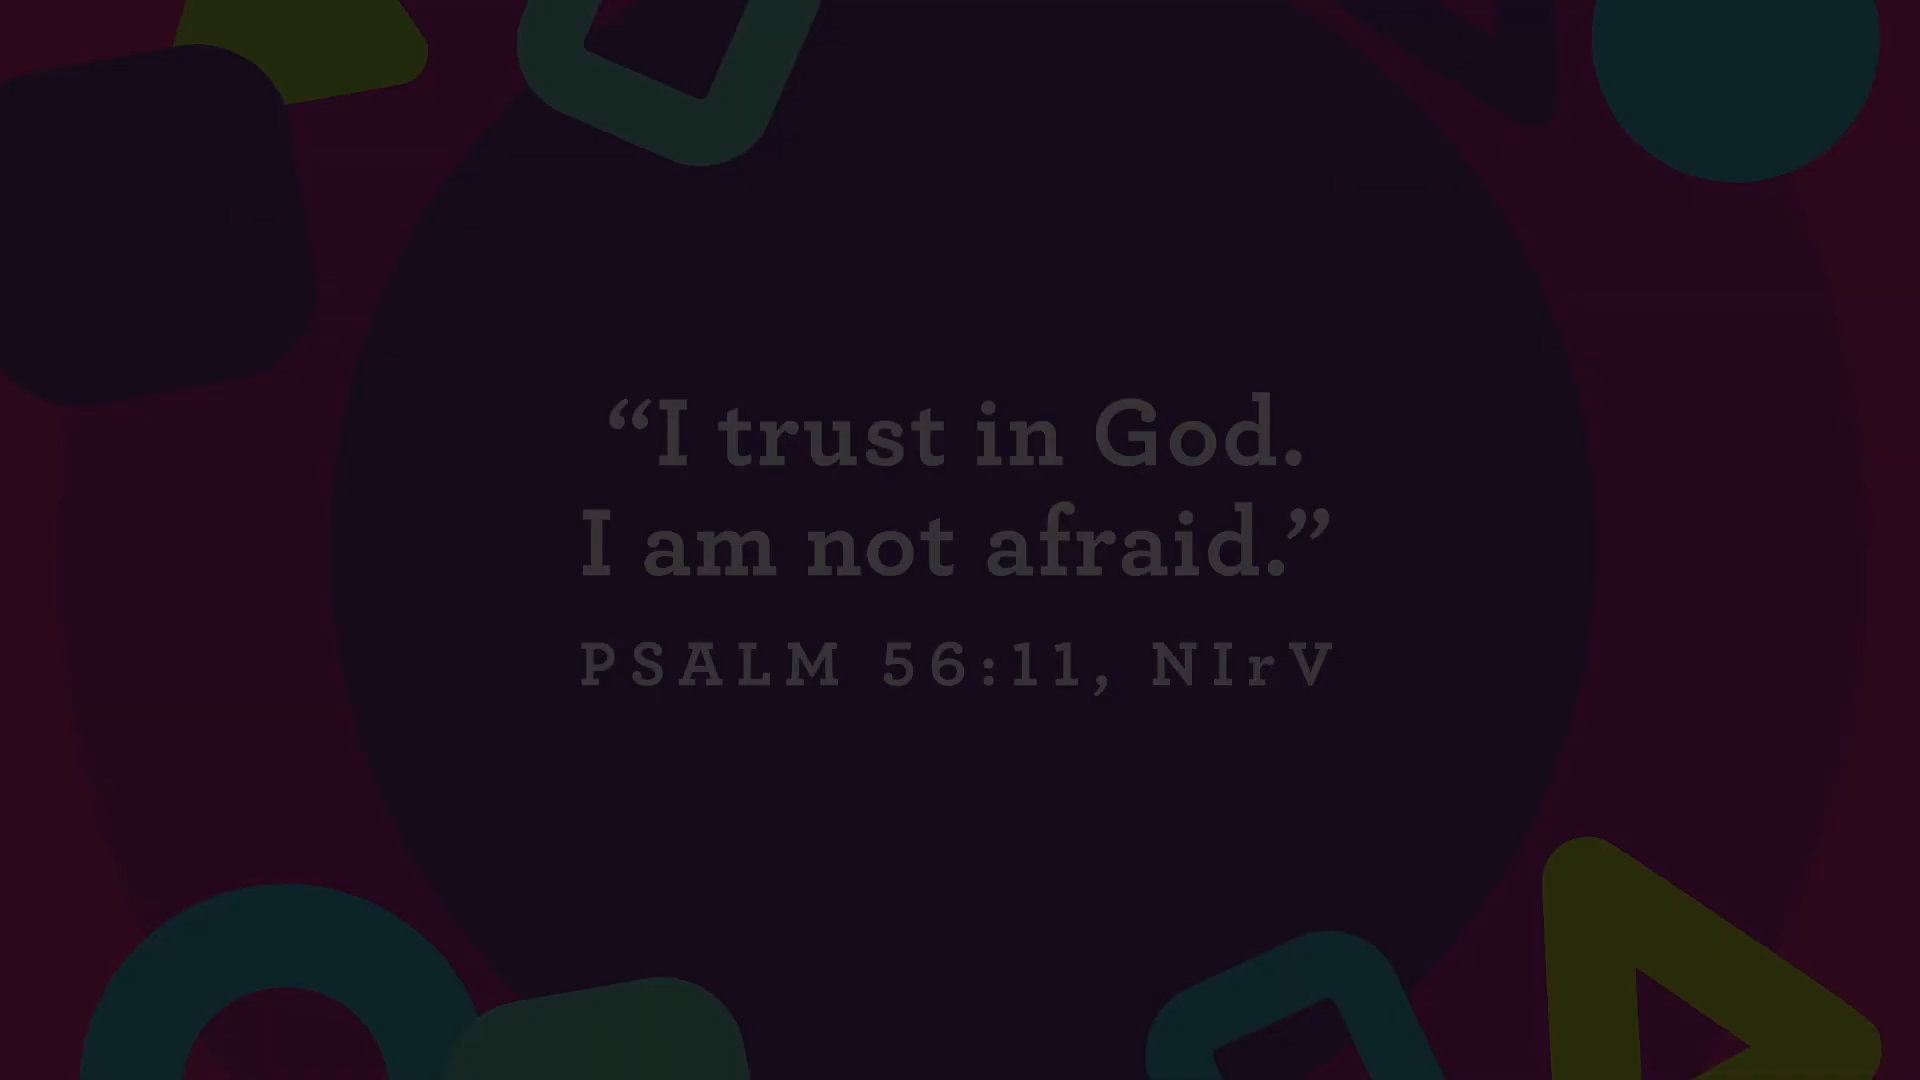 “I trust in God.
I am not afraid.”
PSALM 56:11, NIrV